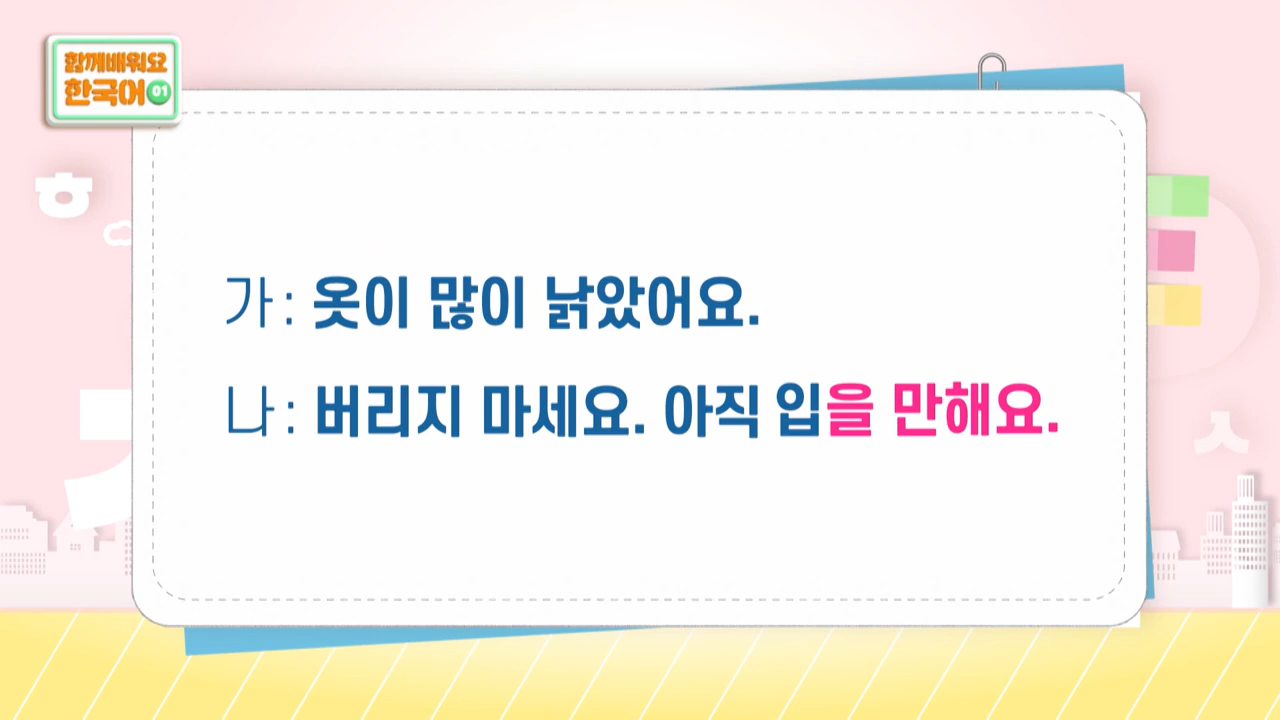 함께배워요
한국어 01
가 : 옷이 많이 낡았어요.
나 : 버리지 마세요. 아직 입을 만해요.
ㅎ
ㅅ